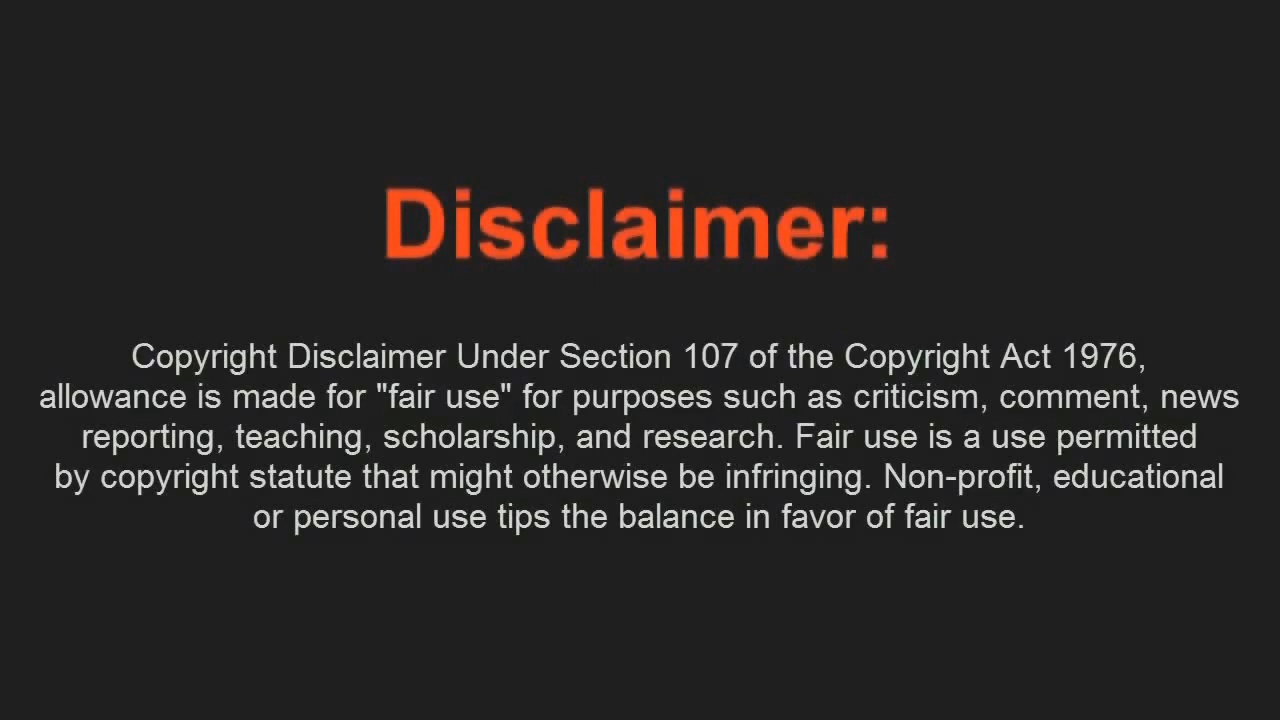 Disclaimer:
Copyright Disclaimer Under Section 107 of the Copyright Act 1976,
allowance is made for "fair use" for purposes such as criticism, comment, news
reporting, teaching, scholarship, and research. Fair use is a use permitted
by copyright statute that might otherwise be infringing. Non-profit, educational
or personal use tips the balance in favor of fair use.